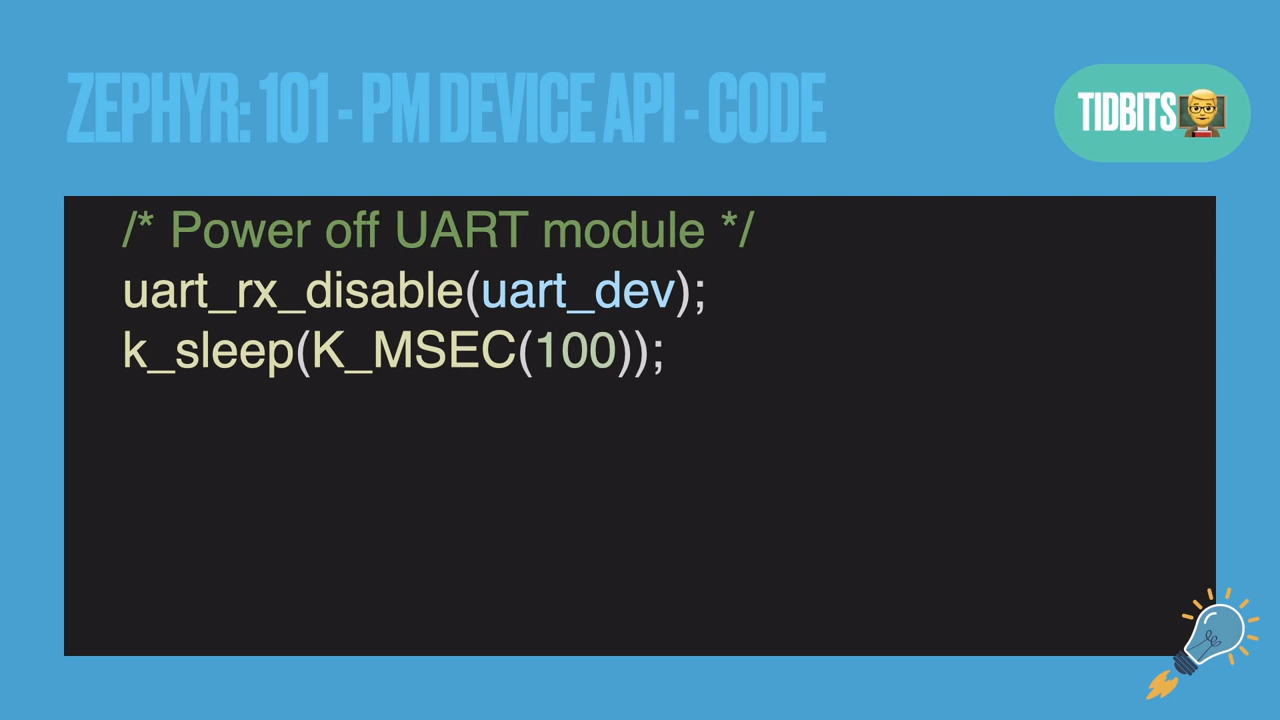 ZEPHYR: 101 - PM DEVICE API - CODE
TIDBITS
/* Power off UART module */
uart_rx_disable(uart_dev);
k_sleep(K_MSEC(100));